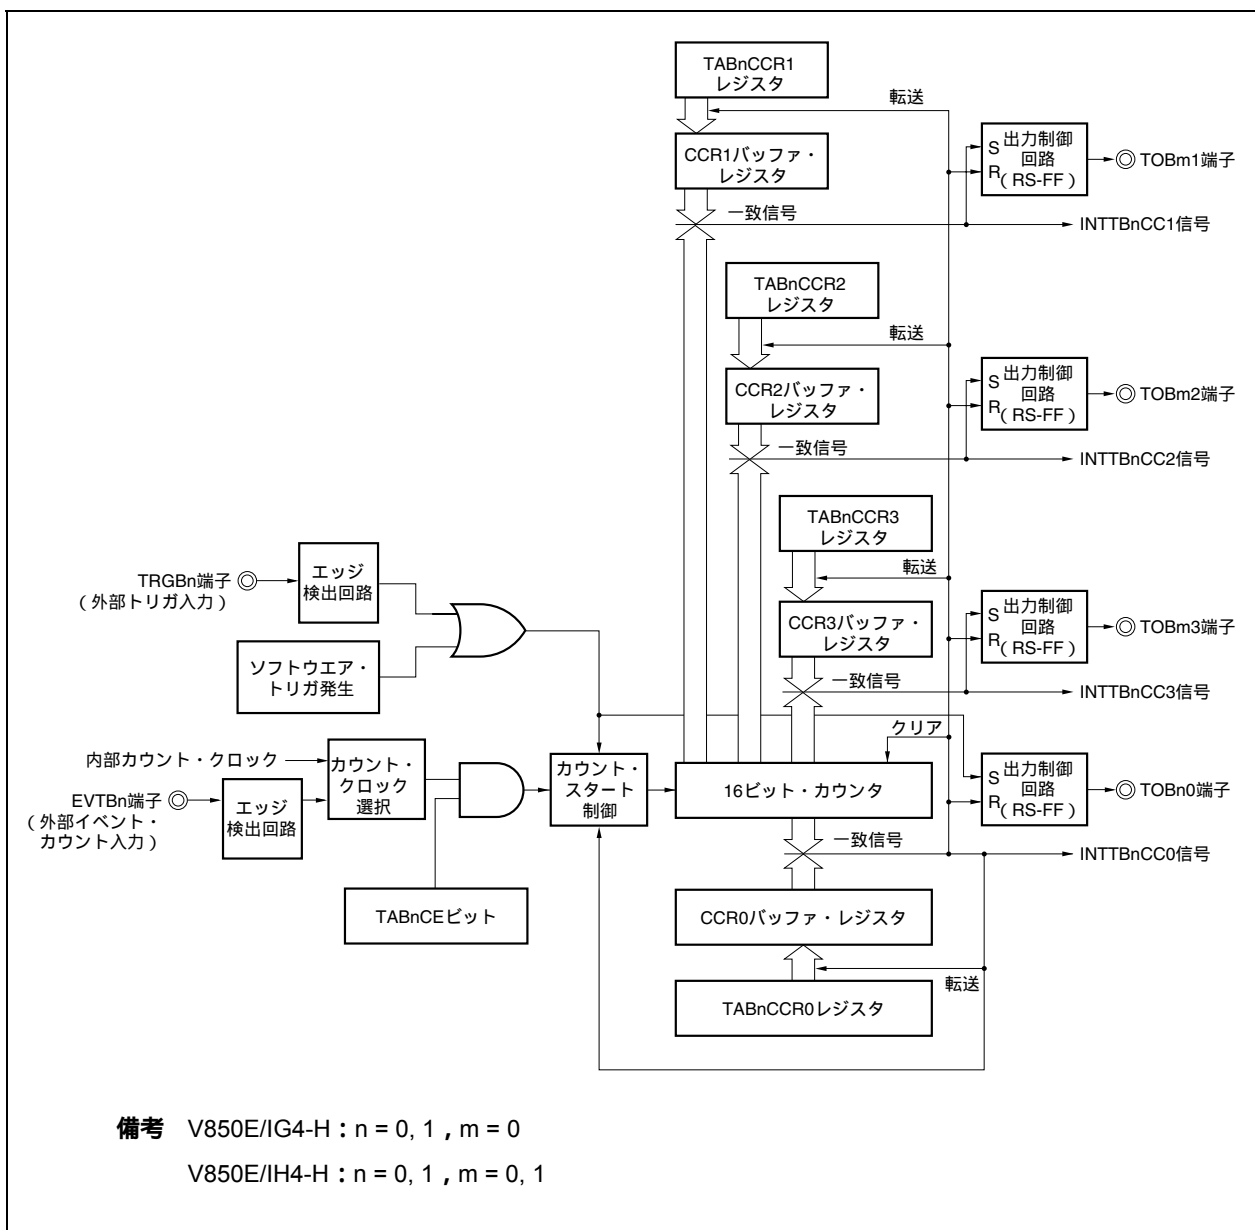 TABnCCR1
レジスタ
転送
CCR1バッファ・
レジスタ
S 出力制御
回路
R ( RS-FF )
TOBm1端子
一致信号
INTTBnCC1信号
TABnCCR2
レジスタ
転送
CCR2バッファ・
レジスタ
S 出力制御
回路
R ( RS-FF )
TOBm2端子
一致信号
INTTBnCC2信号
TABnCCR3
レジスタ
転送
TRGBn端子
( 外部トリガ入力 )
エッジ
検出回路
CCR3バッファ・
レジスタ
S 出力制御
回路
R ( RS-FF )
TOBm3端子
ソフトウエア・
トリガ発生
一致信号
INTTBnCC3信号
クリア
内部カウント・クロック
カウント・
クロック
選択
カウント・
スタート
制御
16ビット・カウンタ
S 出力制御
回路
R ( RS-FF )
TOBn0端子
EVTBn端子
( 外部イベント・
カウント入力 )
エッジ
検出回路
一致信号
INTTBnCC0信号
TABnCEビット
CCR0バッファ・レジスタ
転送
TABnCCR0レジスタ
備考 V850E/IG4-H : n = 0, 1 , m = 0
V850E/IH4-H : n = 0, 1 , m = 0, 1